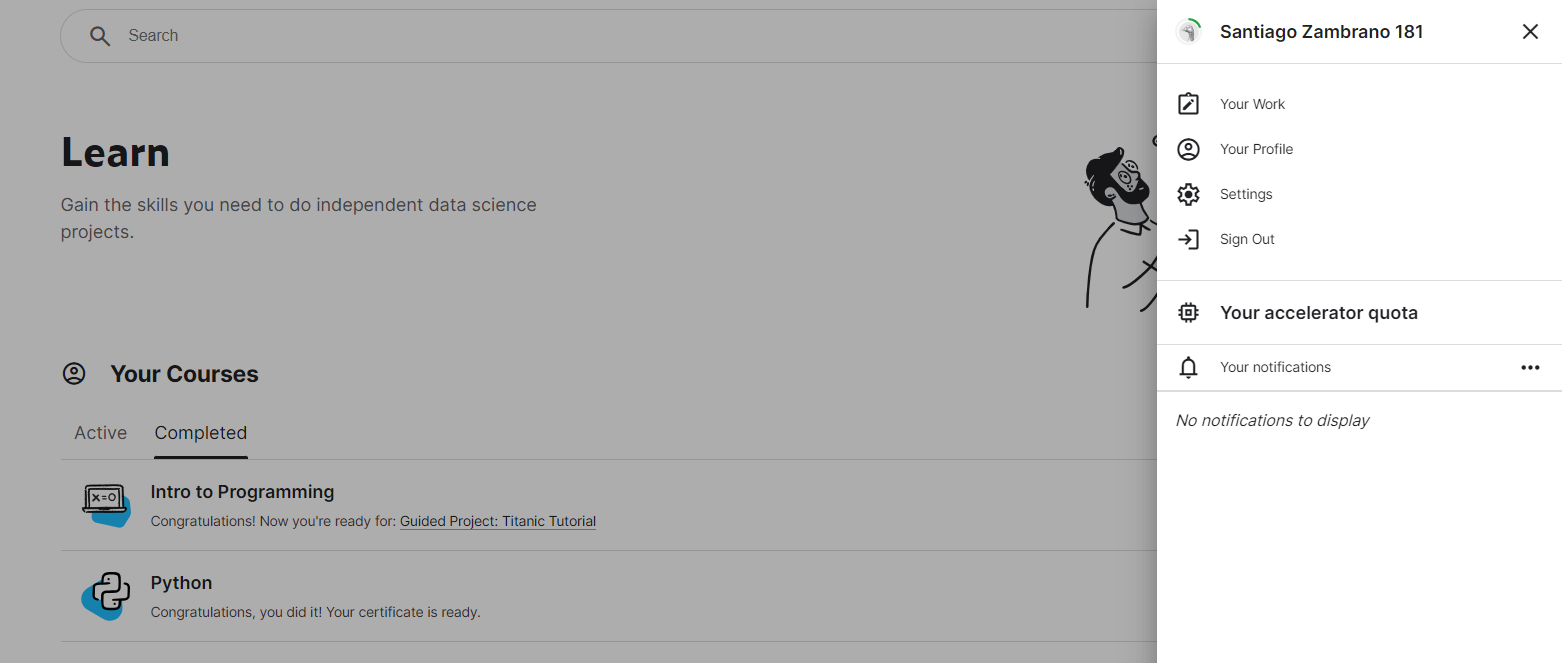 Search
Learn
Gain the skills you need to do independent data science
projects.
Your Courses
Active Completed
x=0
Intro to Programming
Congratulations! Now you're ready for: Guided Project: Titanic Tutorial
Python
Congratulations, you did it! Your certificate is ready.
Santiago Zambrano 181
Your Work
Your Profile
Settings
Sign Out
Your accelerator quota
Your notifications
No notifications to display